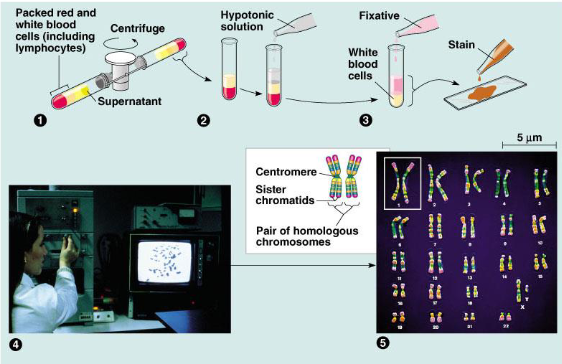 Packed red and
white blood
cells (including
lymphocytes)
Centrifuge
Supernatant
1
Hypotonic
solution
2
Fixative
White
blood
cells
3
Stain
5 µm
Centromere
Sister
chromatids
Pair of homologous
chromosomes
4
1
2
3
4
5
6
7
8
9
10
11
12
13
14
15
16
17
18
19
20
21
22
X
Y
5